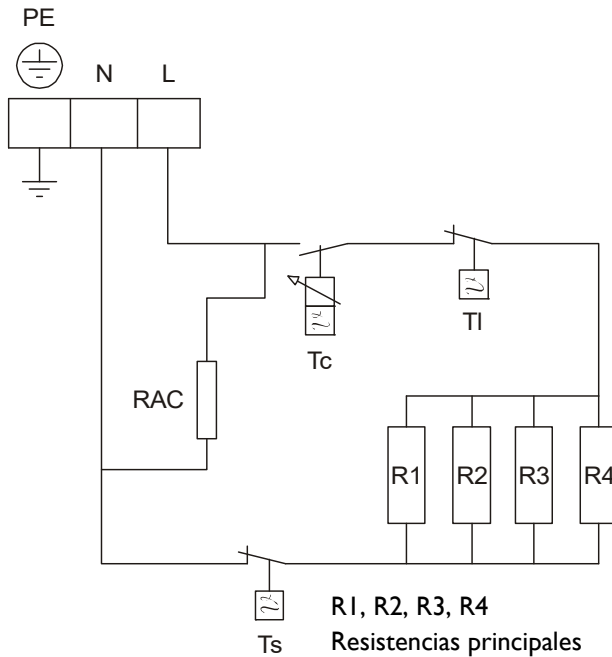 PE
N L
Tc
Tl
RAC
R1 R2 R3 R4
Ts
R1, R2, R3, R4
Resistencias principales